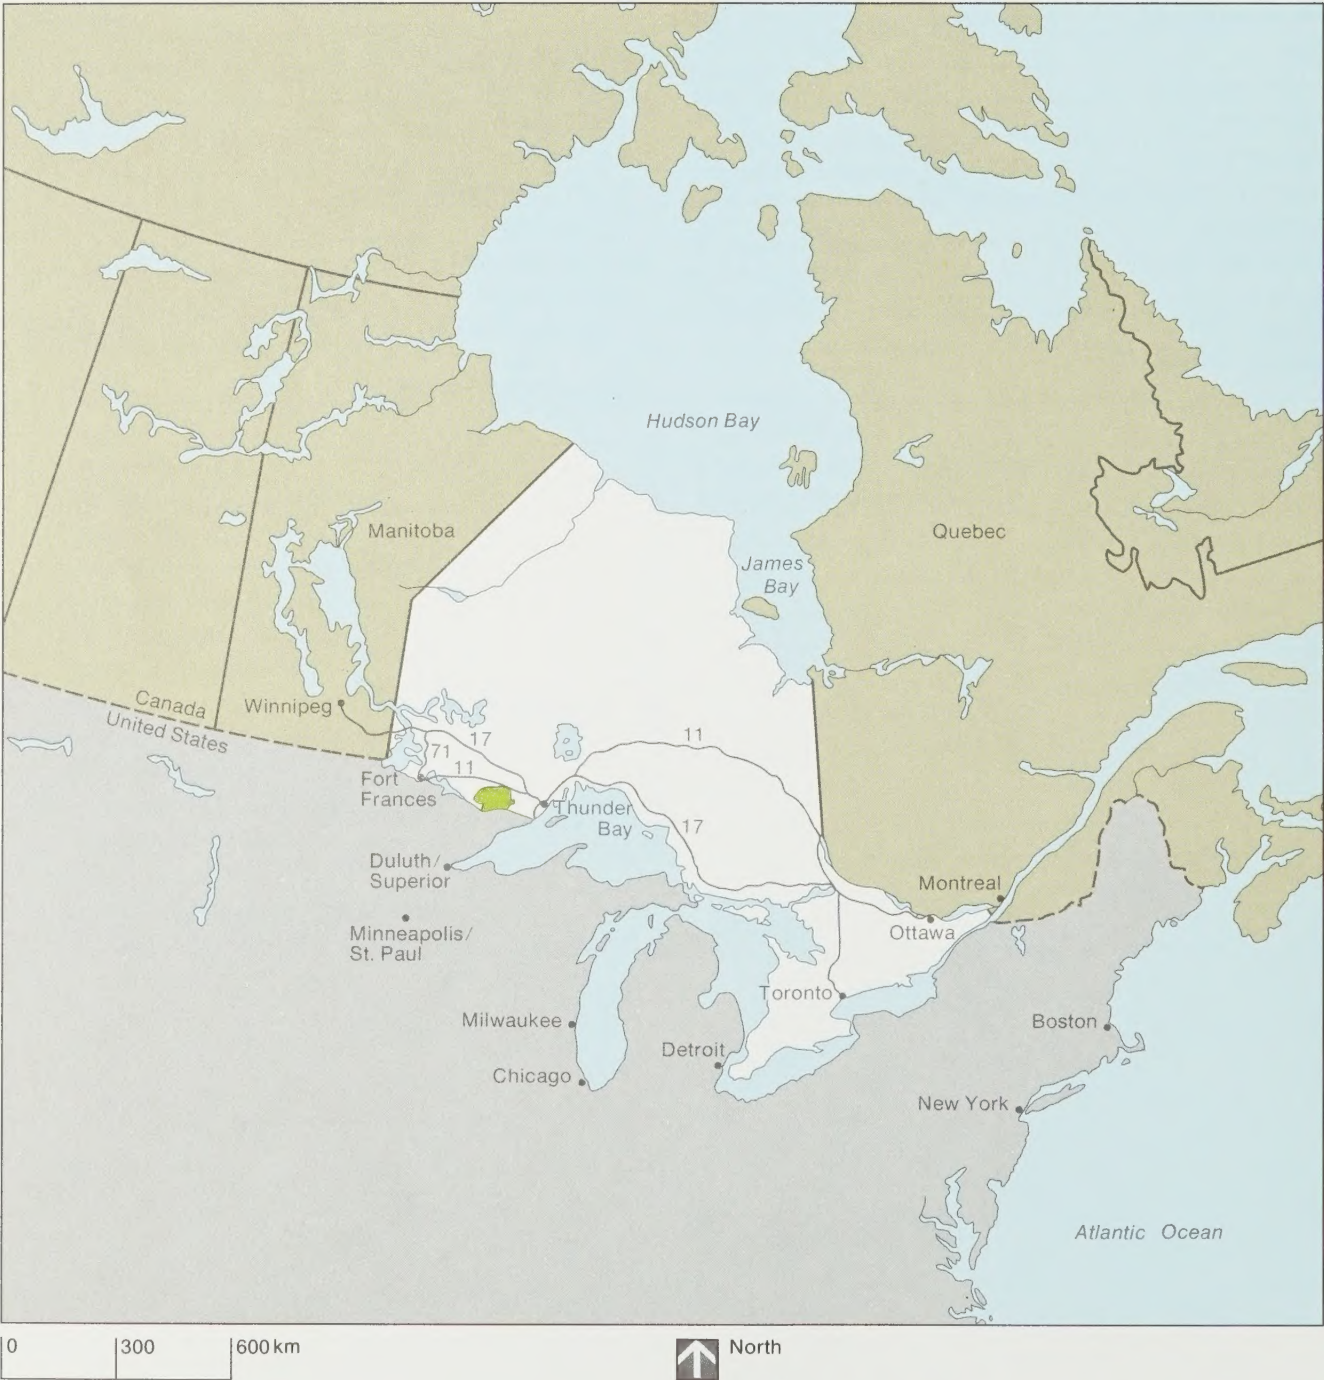 Hudson Bay
Manitoba
Quebec
James
Bay
Canada
United States
Winnipeg
17
71
11
11
Fort
Frances
Thunder
Bay
17
Duluth/
Superior
Minneapolis/
St. Paul
Montreal
Ottawa
Toronto
Milwaukee
Detroit
Chicago
Boston
New York
Atlantic Ocean
0
300
600 km
North